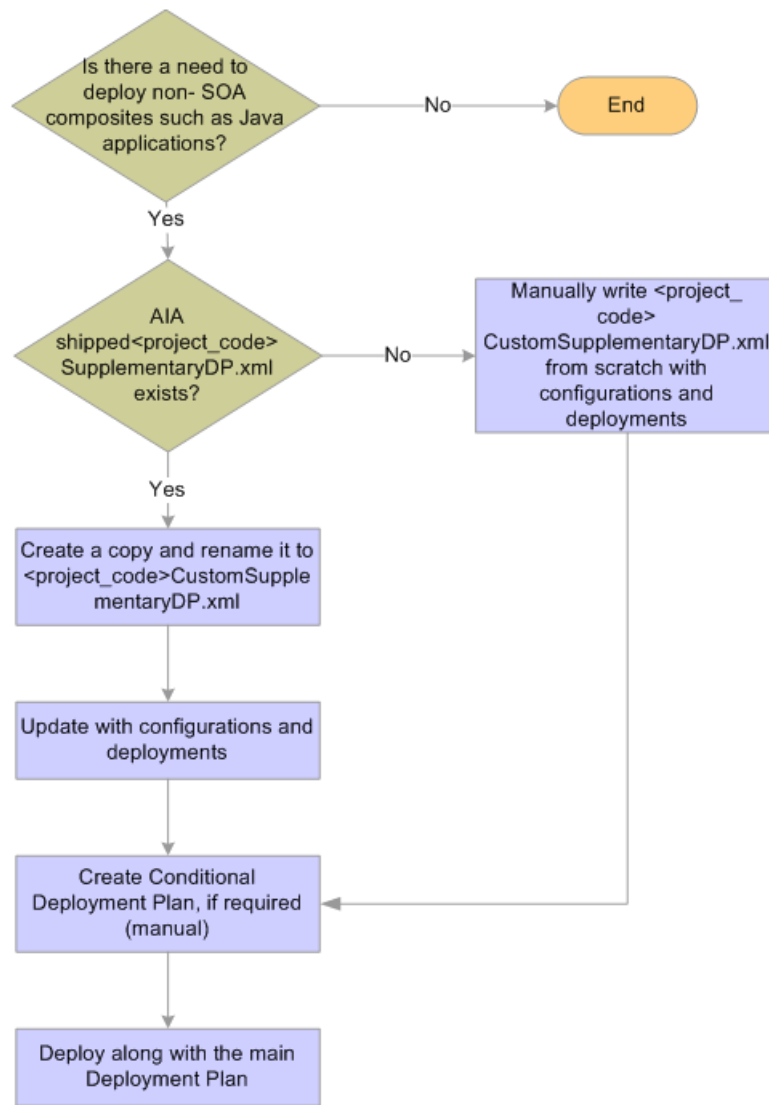 Is there a need to
deploy non- SOA
composites such as Java
applications?
No
End
Yes
AIA
shipped<project_code>
SupplementaryDP.xml
exists?
No
Manually write <project_
code>
CustomSupplementaryDP.xml
from scratch with
configurations and
deployments
Yes
Create a copy and rename it to
<project_code>CustomSupple
mentaryDP.xml
Update with configurations and
deployments
Create Conditional
Deployment Plan, if required
(manual)
Deploy along with the main
Deployment Plan